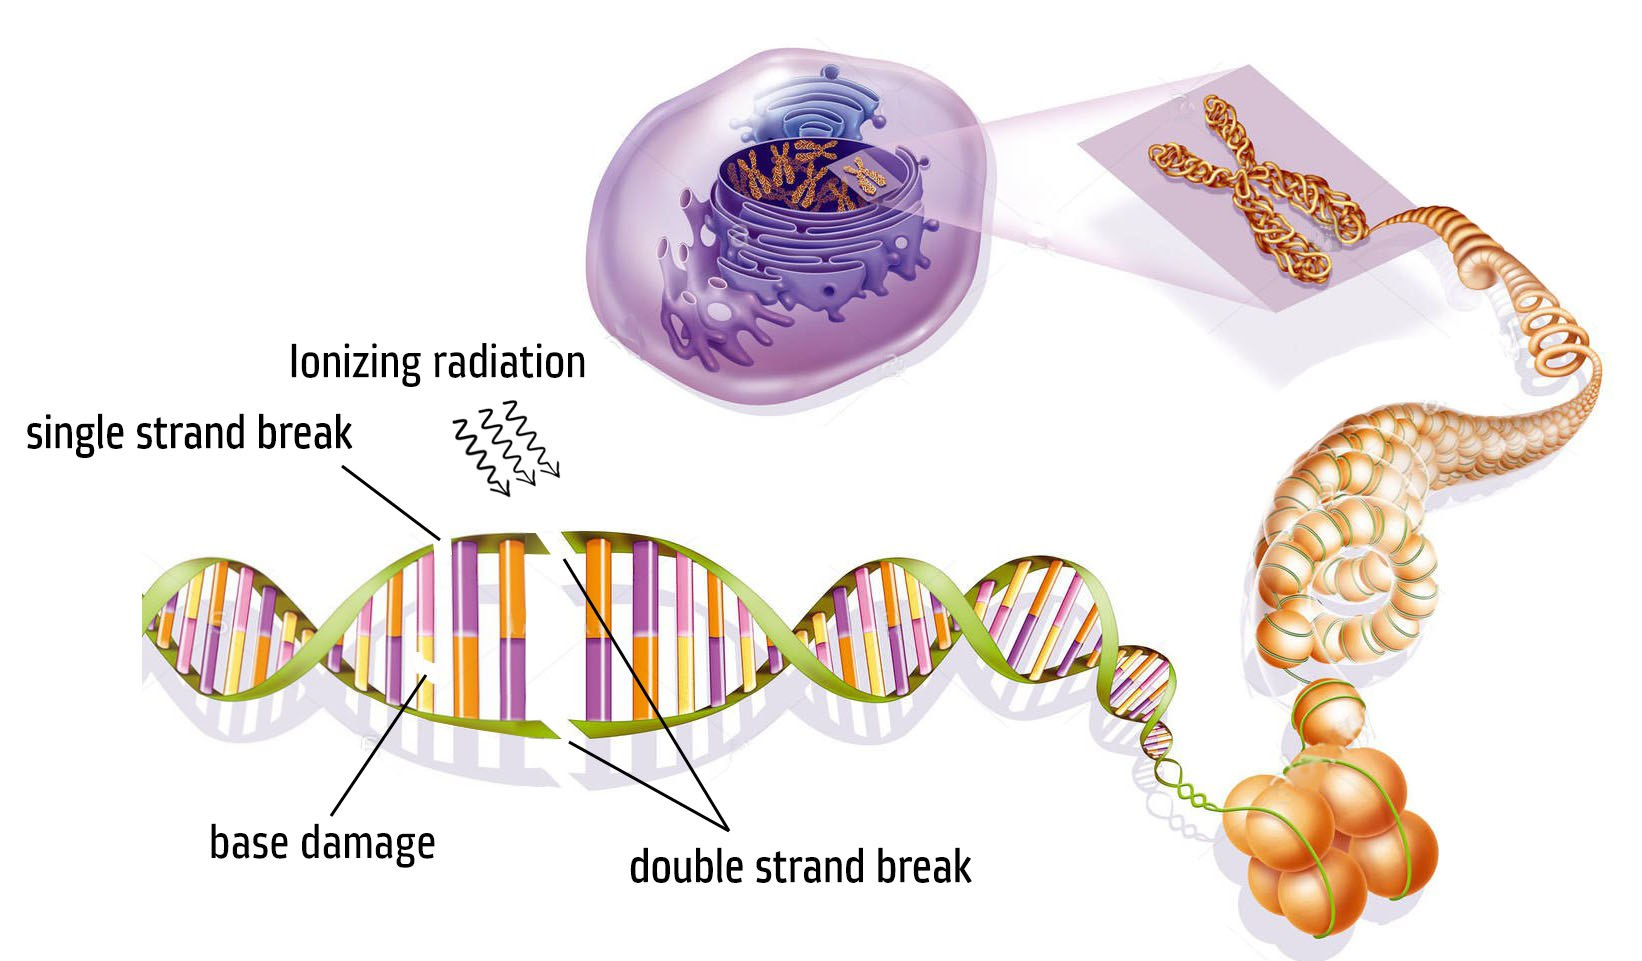 Ionizing radiation
single strand break
base damage
double strand break